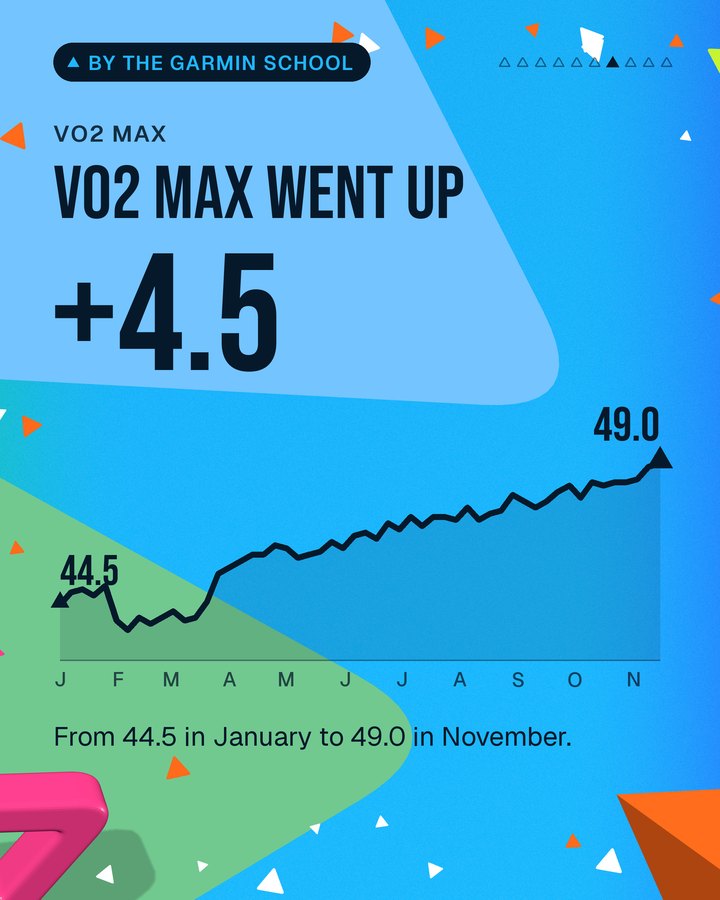 BY THE GARMIN SCHOOL
VO2 MAX
VO2 MAX WENT UP
+4.5
49.0
44.5
J F M A M J J A S O N
From 44.5 in January to 49.0 in November.